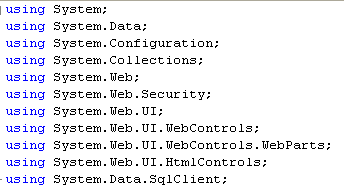 using System;
using System.Data;
using System.Configuration;
using System.Collections;
using System.Web;
using System.Web.Security;
using System.Web.UI;
using System.Web.UI.WebControls;
using System.Web.UI.WebControls.WebParts;
using System.Web.UI.HtmlControls;
using System.Data.SqlClient;